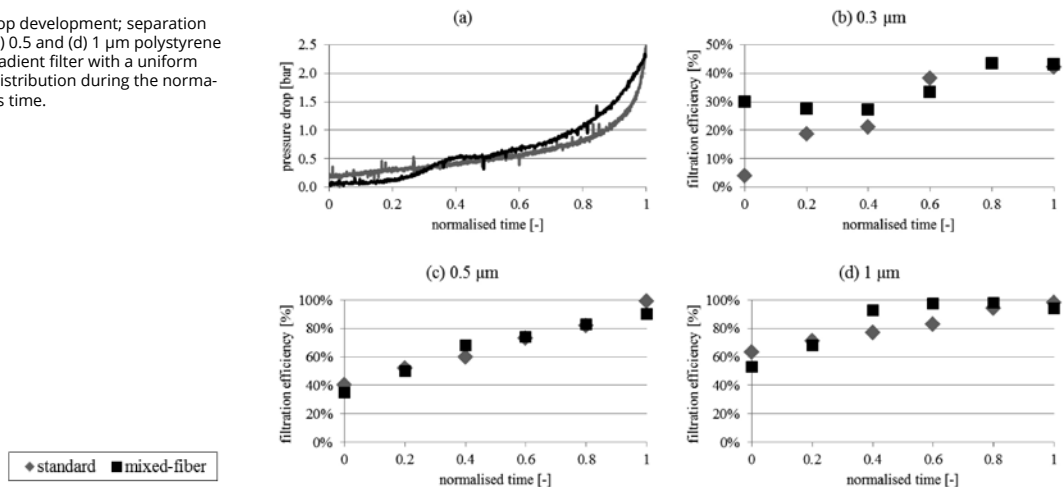 op development; separation
) 0.5 and (d) 1 μm polystyrene
adient filter with a uniform
istribution during the norma-
s time.
(a)
pressure drop [bar]
2.5
2.0
1.5
1.0
0.5
0.0
0 0.2 0.4 0.6 0.8 1
normalised time [-]
(b) 0.3 μm
filtration efficiency [%]
50%
40%
30%
20%
10%
0%
0 0.2 0.4 0.6 0.8 1
normalised time [-]
(c) 0.5 μm
filtration efficiency [%]
100%
80%
60%
40%
20%
0%
0 0.2 0.4 0.6 0.8 1
normalised time [-]
(d) 1 μm
filtration efficiency [%]
100%
80%
60%
40%
20%
0%
0 0.2 0.4 0.6 0.8 1
normalised time [-]
standard mixed-fiber